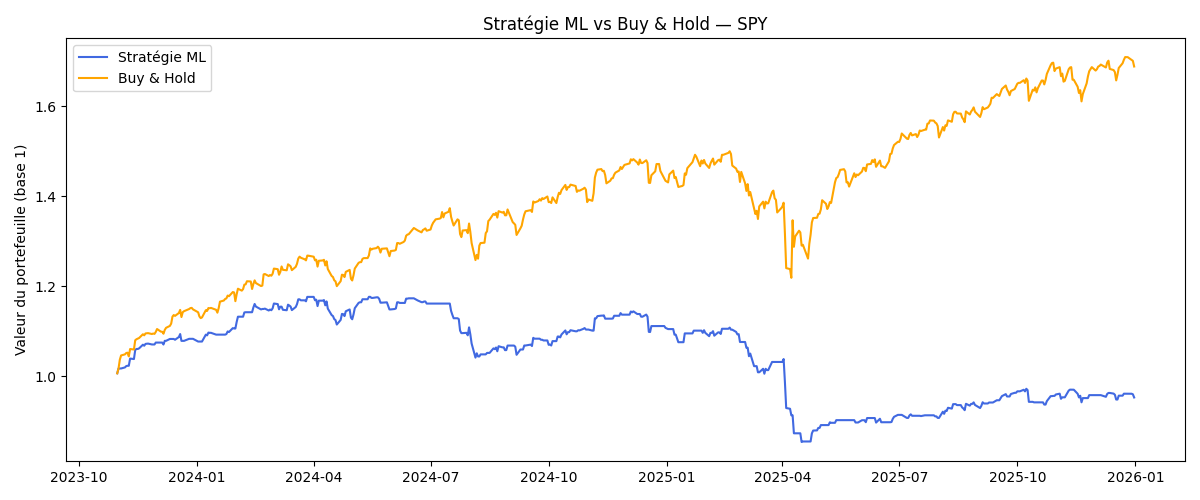 Stratégie ML vs Buy & Hold — SPY
Stratégie ML
Buy & Hold
Valeur du portefeuille (base 1)
1.6
1.4
1.2
1.0
2023-10 2024-01 2024-04 2024-07 2024-10 2025-01 2025-04 2025-07 2025-10 2026-01